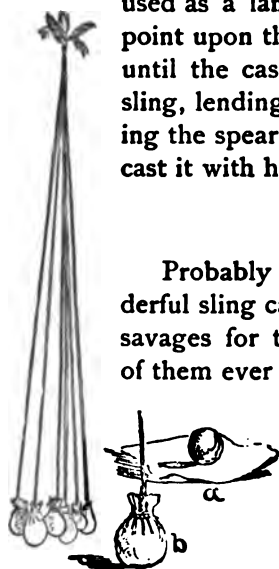 used as a lan
point upon th
until the cas
sling, lending
ing the spear
cast it with h
Probably
derful sling ca
savages for t
of them ever
a
b